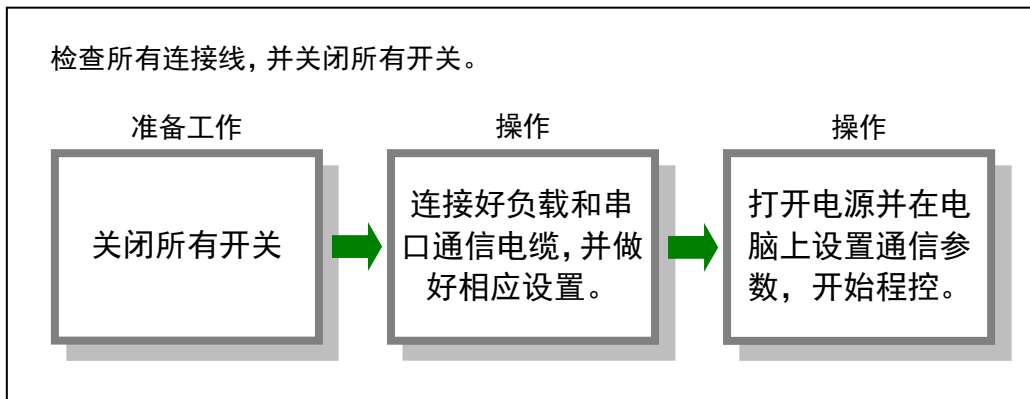 检查所有连接线，并关闭所有开关。
准备工作
操作
操作
关闭所有开关
连接好负载和串
口通信电缆，并做
好相应设置。
打开电源并在电
脑上设置通信参
数，开始程控。